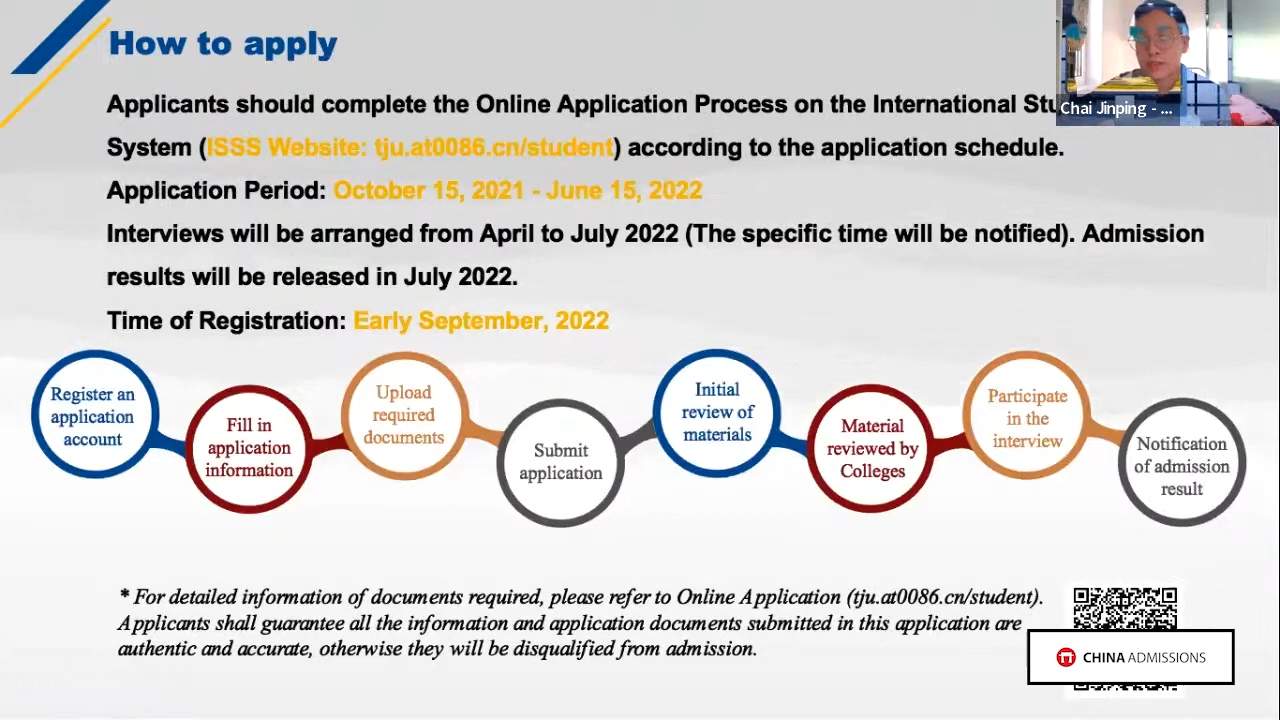 How to apply
Applicants should complete the Online Application Process on the International Stu
Chai Jinping - ...
System (ISSS Website: tju.at0086.cn/student) according to the application schedule.
Application Period: October 15, 2021 - June 15, 2022
Interviews will be arranged from April to July 2022 (The specific time will be notified). Admission
results will be released in July 2022.
Time of Registration: Early September, 2022
Register an
application
account
Fill in
application
information
Upload
required
documents
Submit
application
Initial
review of
materials
Material
reviewed by
Colleges
Participate
in the
interview
Notification
of admission
result
* For detailed information of documents required, please refer to Online Application (tju.at0086.cn/student).
Applicants shall guarantee all the information and application documents submitted in this application are
authentic and accurate, otherwise they will be disqualified from admission.
CHINA ADMISSIONS